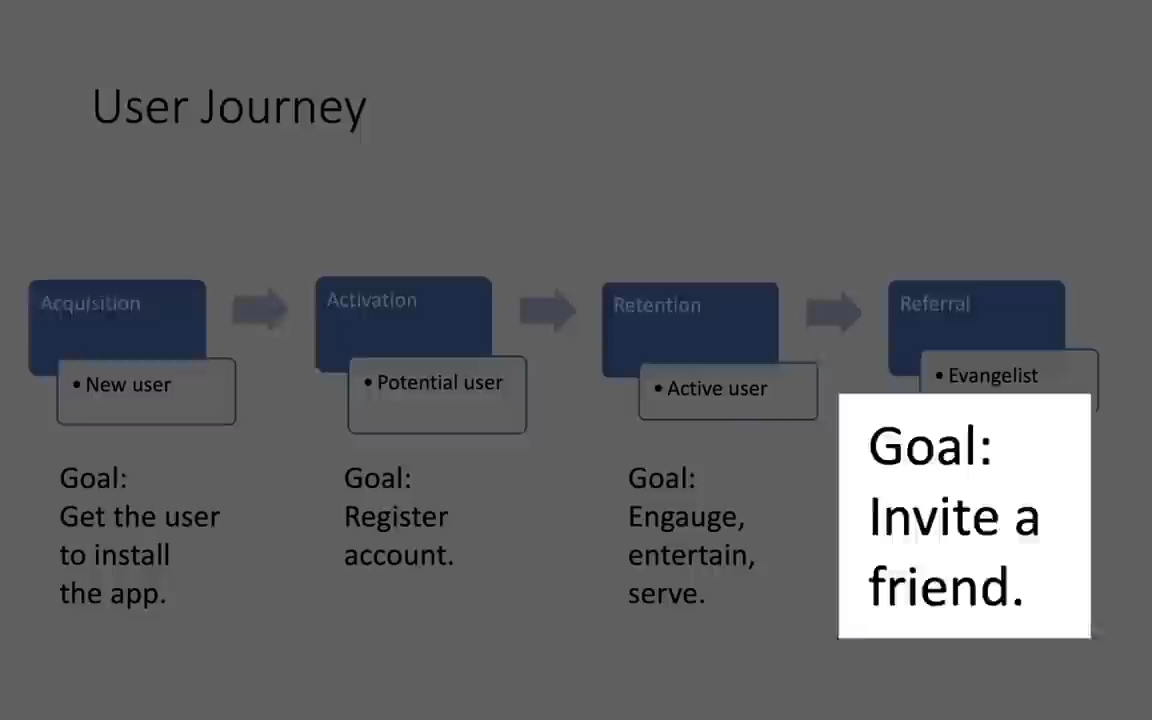 User Journey
Acquisition
• New user
Goal:
Get the user
to install
the app.
Activation
• Potential user
Goal:
Register
account.
Retention
• Active user
Goal:
Engauge,
entertain,
serve.
Referral
• Evangelist
Goal:
Invite a
friend.